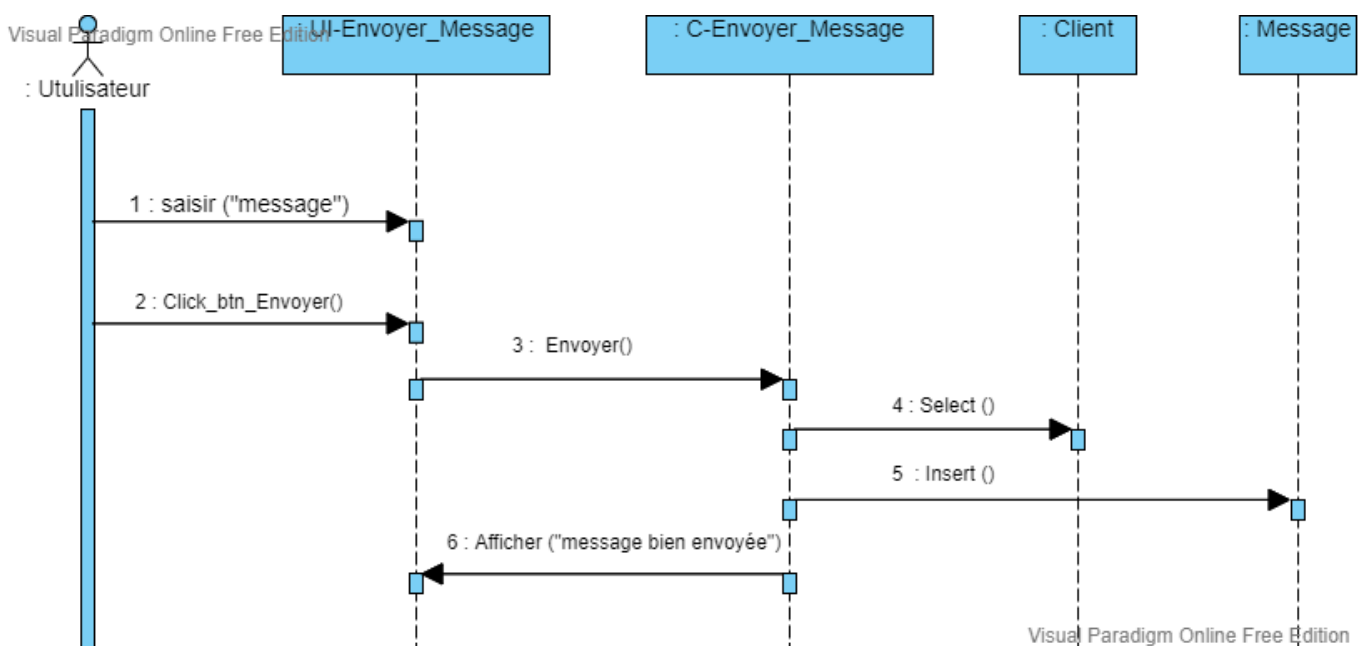 Visual Paradigm Online Free Edition
: UI-Envoyer_Message
: C-Envoyer_Message
: Client
: Message
: Utulisateur
1 : saisir ("message")
2 : Click_btn_Envoyer()
3 : Envoyer()
4 : Select ()
5 : Insert ()
6 : Afficher ("message bien envoyée")
Visual Paradigm Online Free Edition